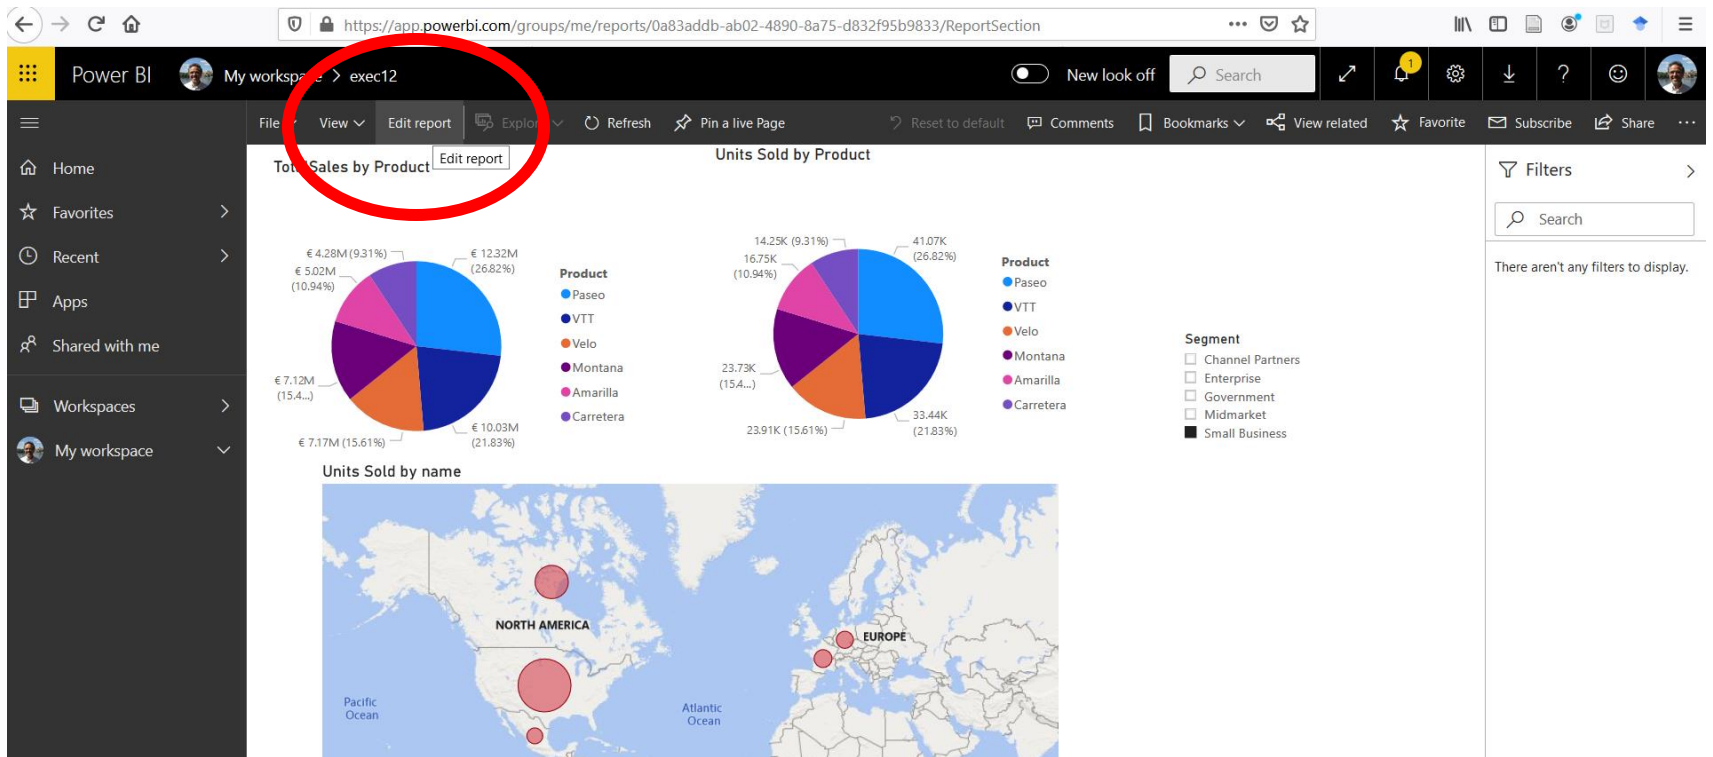 https://app.powerbi.com/groups/me/reports/0a83addb-ab02-4890-8a75-d832f95b9833/ReportSection
Power BI My workspace > exec12 New look off Search 1
File View Edit report Explore Refresh Pin a live Page Reset to default Comments Bookmarks View related Favorite Subscribe Share
Edit report
Home
Favorites
Recent
Apps
Shared with me
Workspaces
My workspace
Total Sales by Product
€ 4.28M (9.31%)
€ 5.02M
(10.94%)
€ 7.12M
(15.4...)
€ 7.17M (15.61%)
€ 12.32M
(26.82%)
€ 10.03M
(21.83%)
Product
Paseo
VTT
Velo
Montana
Amarilla
Carretera
Units Sold by Product
14.25K (9.31%)
16.75K
(10.94%)
23.73K
(15.4...)
23.91K (15.61%)
41.07K
(26.82%)
33.44K
(21.83%)
Product
Paseo
VTT
Velo
Montana
Amarilla
Carretera
Segment
Channel Partners
Enterprise
Government
Midmarket
Small Business
Filters
Search
There aren't any filters to display.
Units Sold by name
NORTH AMERICA
EUROPE
Pacific
Ocean
Atlantic
Ocean